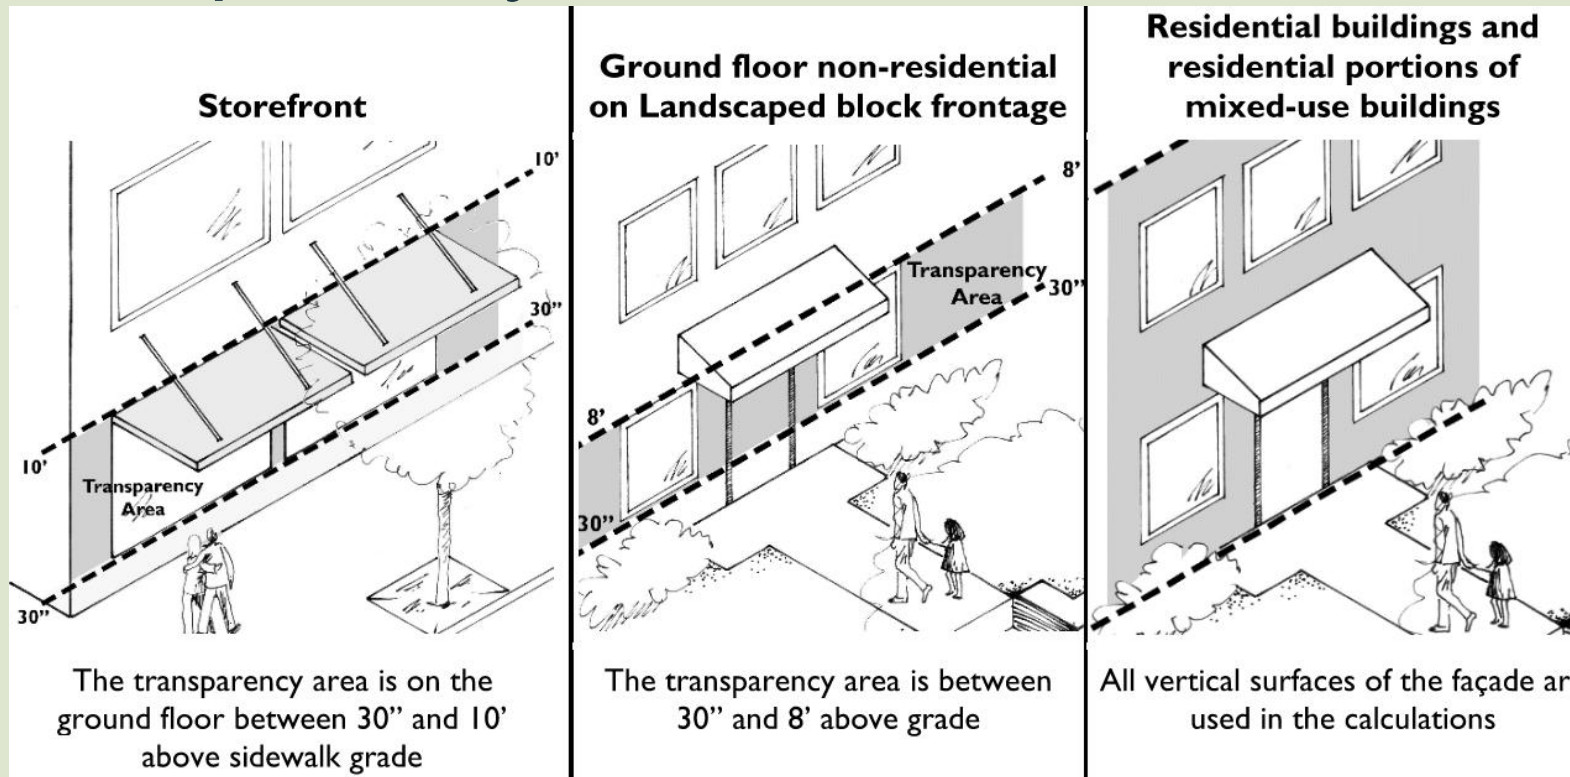 Storefront
10'
30"
Transparency
Area
10'
30"
The transparency area is on the
ground floor between 30" and 10'
above sidewalk grade
Ground floor non-residential
on Landscaped block frontage
8'
Transparency
Area
30"
8'
30"
The transparency area is between
30" and 8' above grade
Residential buildings and
residential portions of
mixed-use buildings
All vertical surfaces of the façade ar
used in the calculations